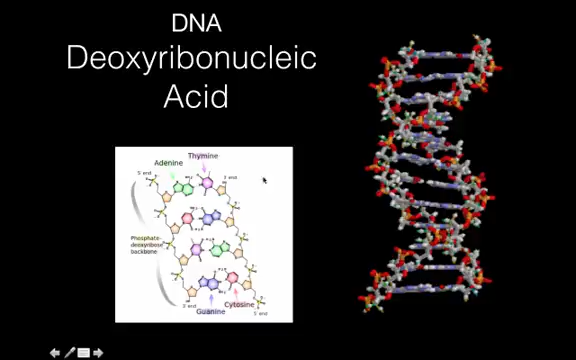 DNA
Deoxyribonucleic
Acid
Thymine
Adenine
5' end
3' end
Phosphate-
deoxyribose
backbone
3' end
Cytosine
Guanine
5' end